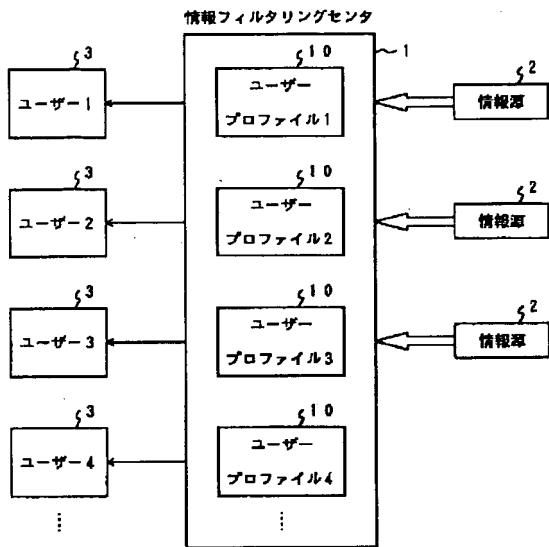 情報フィルタリングセンタ
1
3
ユーザー1
10
ユーザー
プロファイル1
2
情報源
3
ユーザー2
10
ユーザー
プロファイル2
2
情報源
3
ユーザー3
10
ユーザー
プロファイル3
2
情報源
3
ユーザー4
10
ユーザー
プロファイル4